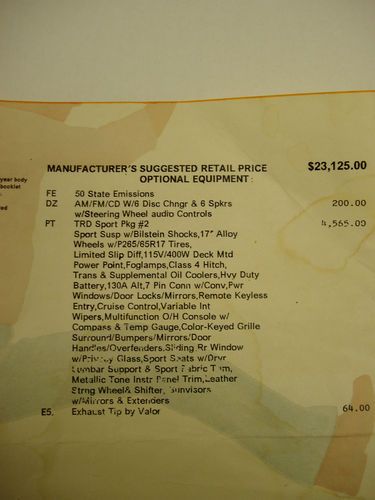 year body
booklet
MANUFACTURER'S SUGGESTED RETAIL PRICE $23,125.00
OPTIONAL EQUIPMENT:
FE 50 State Emissions
DZ AM/FM/CD W/6 Disc Chngr & 6 Spkrs 200.00
w/Steering Wheel audio Controls
PT TRD Sport Pkg #2 4,565.00
Sport Susp w/Bilstein Shocks,17" Alloy
Wheels w/P265/65R17 Tires,
Limited Slip Diff,115V/400W Deck Mtd
Power Point,Foglamps,Class 4 Hitch,
Trans & Supplemental Oil Coolers,Hvy Duty
Battery,130A Alt,7 Pin Conn w/Conv,Pwr
Windows/Door Locks/Mirrors,Remote Keyless
Entry,Cruise Control,Variable Int
Wipers,Multifunction O/H Console w/
Compass & Temp Gauge,Color-Keyed Grille
Surround/Bumpers/Mirrors/Door
Handles/Overfenders,Sliding Rr Window
w/Privacy Glass,Sport Seats w/Drvr
Lumbar Support & Sport Fabric Trim,
Metallic Tone Instr Panel Trim,Leather
Strng Wheel& Shifter, Sunvisors
w/Mirrors & Extenders
E5. Exhaust Tip by Valor 64.00